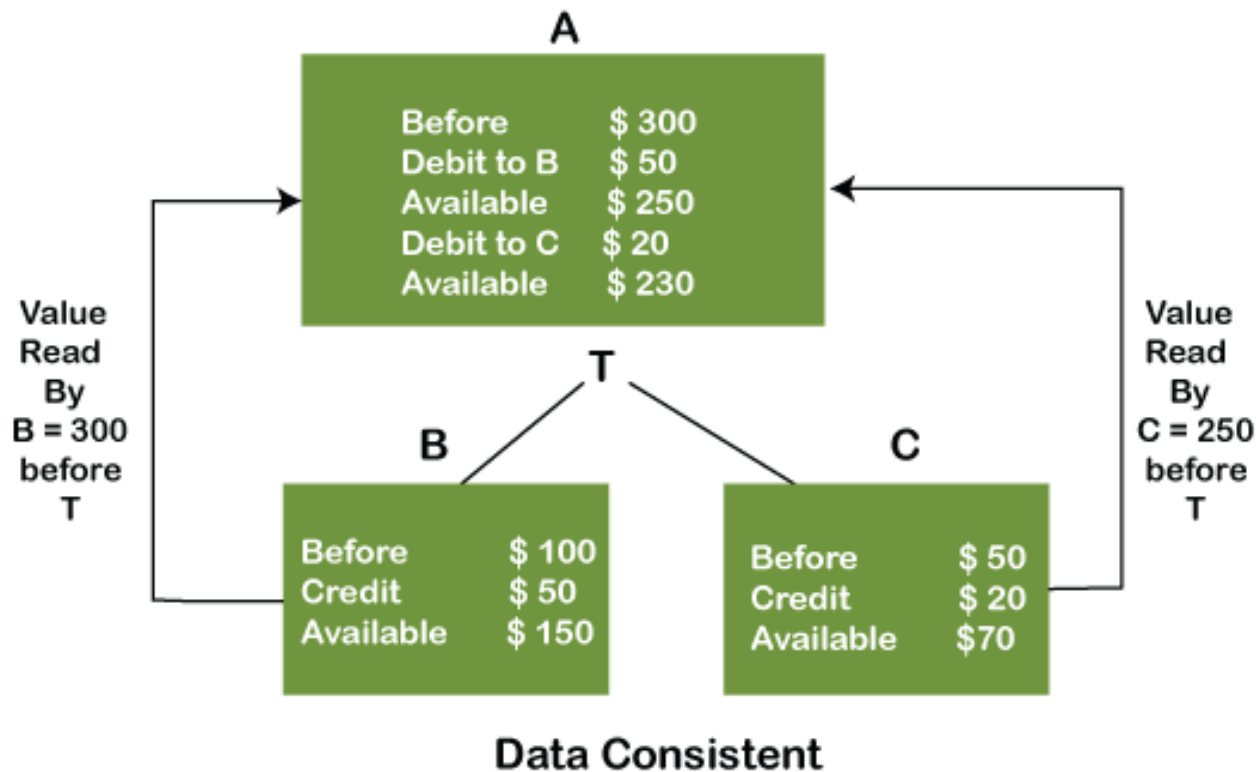 A
Before $ 300
Debit to B $ 50
Available $ 250
Debit to C $ 20
Available $ 230
Value
Read
By
B = 300
before
T
Value
Read
By
C = 250
before
T
T
B
Before $ 100
Credit $ 50
Available $ 150
C
Before $ 50
Credit $ 20
Available $70
Data Consistent